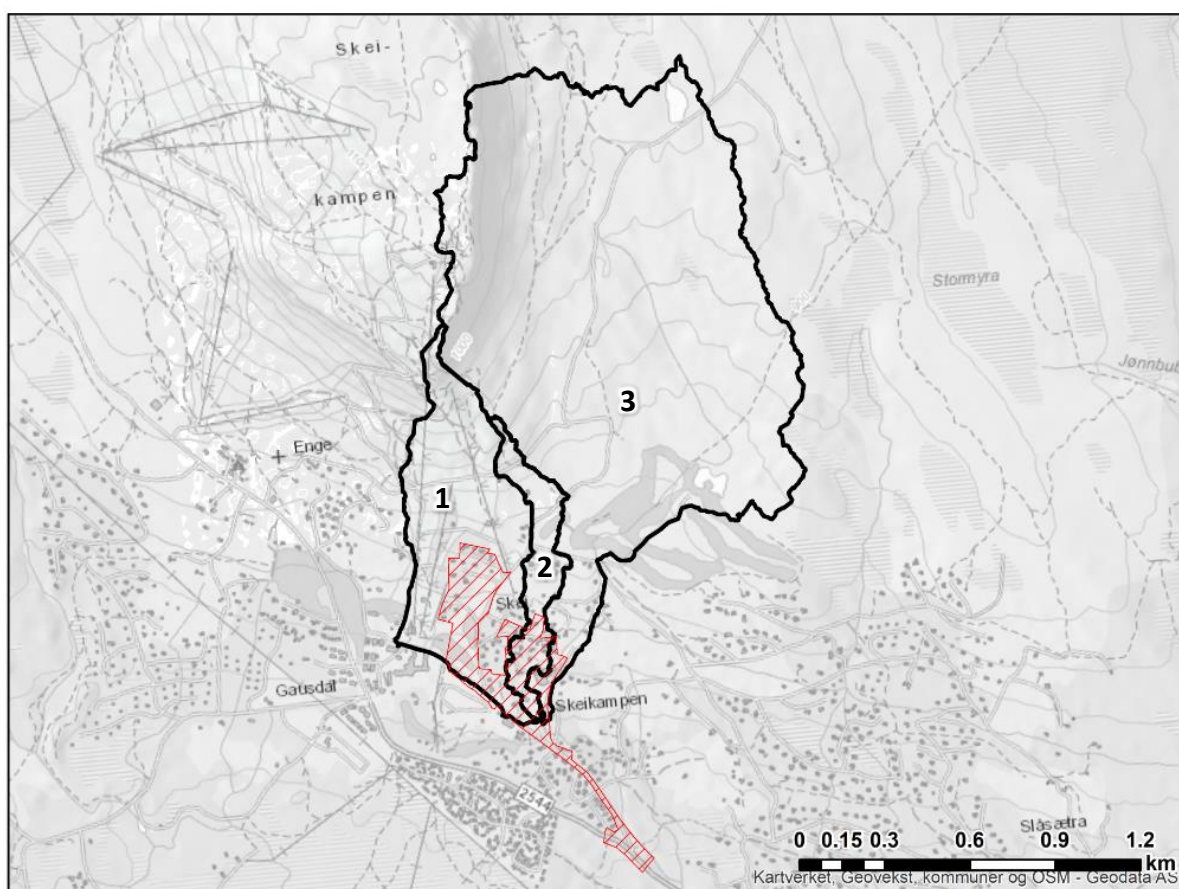 Skei-
kampen
Stormyra
Jønnbub
3
Enge
1
2
Gausdal
Skeikampen
2544
Slåsætra
0 0.15 0.3 0.6 0.9 1.2
km
Kartverket, Geovekst, kommuner og OSM - Geodata AS